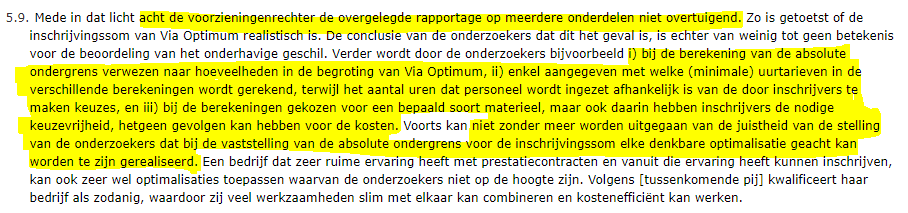 5.9. Mede in dat licht acht de voorzieningenrechter de overgelegde rapportage op meerdere onderdelen niet overtuigend. Zo is getoetst of de
inschrijvingssom van Via Optimum realistisch is. De conclusie van de onderzoekers dat dit het geval is, is echter van weinig tot geen betekenis
voor de beoordeling van het onderhavige geschil. Verder wordt door de onderzoekers bijvoorbeeld i) bij de berekening van de absolute
ondergrens verwezen naar hoeveelheden in de begroting van Via Optimum, ii) enkel aangegeven met welke (minimale) uurtarieven in de
verschillende berekeningen wordt gerekend, terwijl het aantal uren dat personeel wordt ingezet afhankelijk is van de door inschrijvers te
maken keuzes, en iii) bij de berekeningen gekozen voor een bepaald soort materieel, maar ook daarin hebben inschrijvers de nodige
keuzevrijheid, hetgeen gevolgen kan hebben voor de kosten. Voorts kan niet zonder meer worden uitgegaan van de juistheid van de stelling
van de onderzoekers dat bij de vaststelling van de absolute ondergrens voor de inschrijvingssom elke denkbare optimalisatie geacht kan
worden te zijn gerealiseerd. Een bedrijf dat zeer ruime ervaring heeft met prestatiecontracten en vanuit die ervaring heeft kunnen inschrijven,
kan ook zeer wel optimalisaties toepassen waarvan de onderzoekers niet op de hoogte zijn. Volgens [tussenkomende pij] kwalificeert haar
bedrijf als zodanig, waardoor zij veel werkzaamheden slim met elkaar kan combineren en kostenefficiënt kan werken.